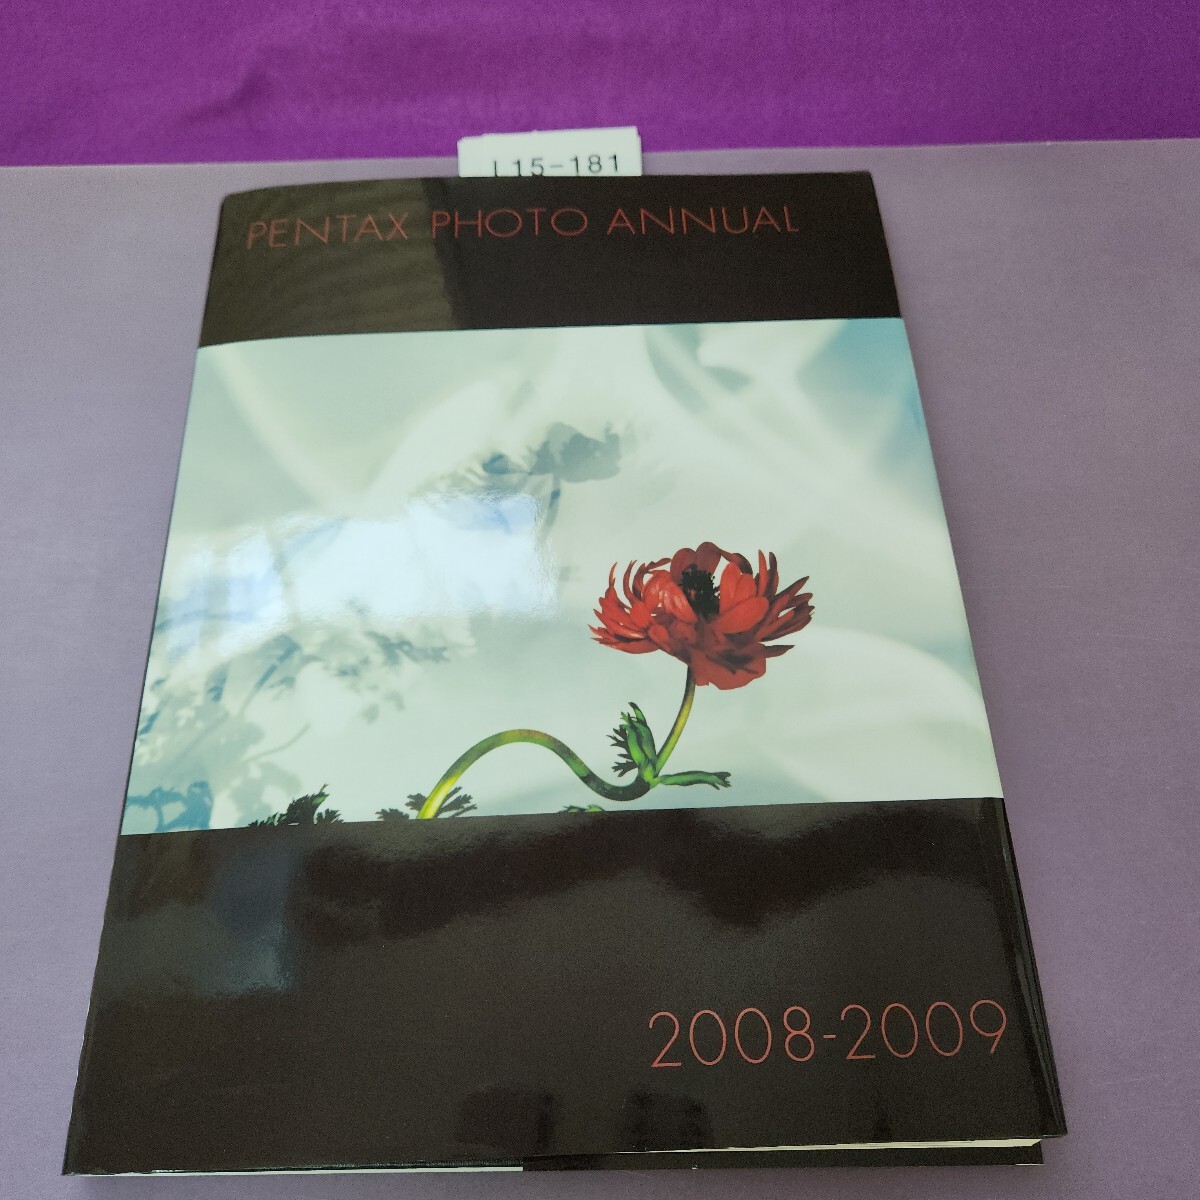 L15-181
PENTAX PHOTO ANNUAL
2008-2009